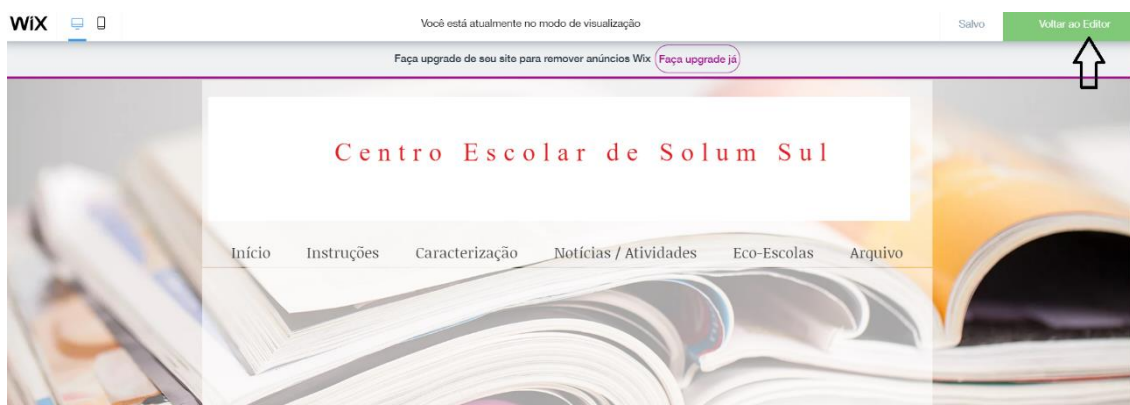 WiX Você está atualmente no modo de visualização Salvo Voltar ao Editor
Faça upgrade de seu site para remover anúncios Wix Faça upgrade já
Centro Escolar de Solum Sul
Início Instruções Caracterização Notícias / Atividades Eco-Escolas Arquivo